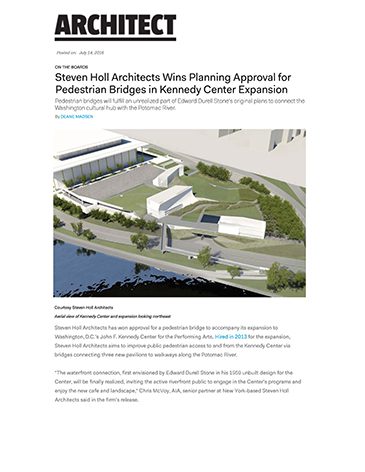 ARCHITECT
Posted on: July 14, 2016
ON THE BOARDS
Steven Holl Architects Wins Planning Approval for
Pedestrian Bridges in Kennedy Center Expansion
Pedestrian bridges will fulfill an unrealized part of Edward Durell Stone's original plans to connect the
Washington cultural hub with the Potomac River.
By DEANE MADSEN
Courtesy Steven Holl Architects
Aerial view of Kennedy Center and expansion looking northeast
Steven Holl Architects has won approval for a pedestrian bridge to accompany its expansion to
Washington, D.C.'s John F. Kennedy Center for the Performing Arts. Hired in 2013 for the expansion,
Steven Holl Architects aims to improve public pedestrian access to and from the Kennedy Center via
bridges connecting three new pavilions to walkways along the Potomac River.
"The waterfront connection, first envisioned by Edward Durell Stone in his 1959 unbuilt design for the
Center, will be finally realized, inviting the active riverfront public to engage in the Center's programs and
enjoy the new cafe and landscape," Chris McVoy, AIA, senior partner at New York–based Steven Holl
Architects said in the firm's release.